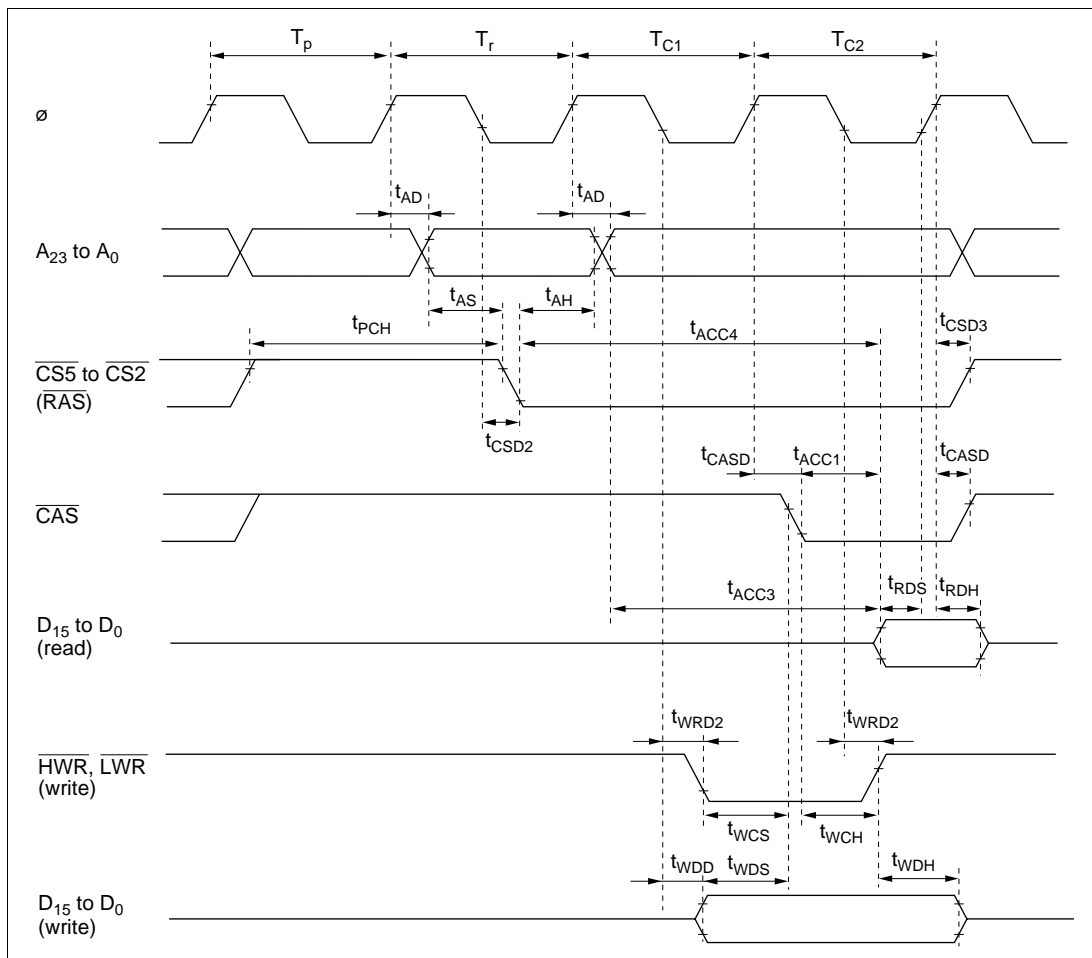 Tp Tr TC1 TC2
ø
tAD tAD
A23 to A0
tAS tAH
tPCH tACC4 tCSD3
CS5 to CS2
(RAS)
tCSD2
tCASD tACC1 tCASD
CAS
tACC3 tRDS tRDH
D15 to D0
(read)
tWRD2 tWRD2
HWR, LWR
(write)
tWCS tWCH
tWDD tWDS tWDH
D15 to D0
(write)